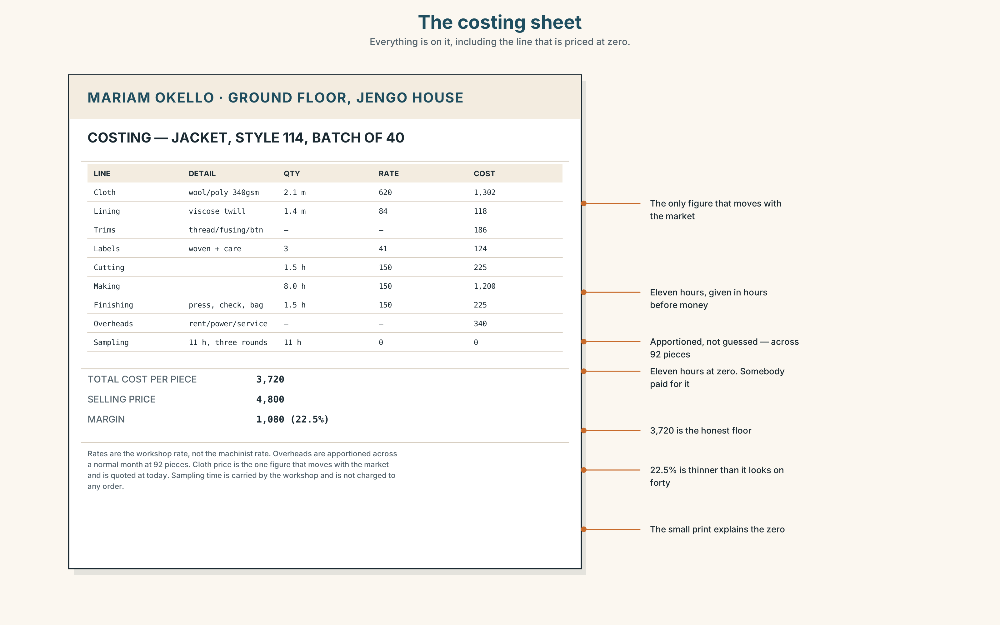 The costing sheet
Everything is on it, including the line that is priced at zero.
MARIAM OKELLO · GROUND FLOOR, JENGO HOUSE
COSTING — JACKET, STYLE 114, BATCH OF 40
LINE DETAIL QTY RATE COST
Cloth wool/poly 340gsm 2.1 m 620 1,302
Lining viscose twill 1.4 m 84 118
Trims thread/fusing/btn — — 186
Labels woven + care 3 41 124
Cutting 1.5 h 150 225
Making 8.0 h 150 1,200
Finishing press, check, bag 1.5 h 150 225
Overheads rent/power/service — — 340
Sampling 11 h, three rounds 11 h 0 0
TOTAL COST PER PIECE 3,720
SELLING PRICE 4,800
MARGIN 1,080 (22.5%)
Rates are the workshop rate, not the machinist rate. Overheads are apportioned across
a normal month at 92 pieces. Cloth price is the one figure that moves with the market
and is quoted at today. Sampling time is carried by the workshop and is not charged to
any order.
The only figure that moves with
the market
Eleven hours, given in hours
before money
Apportioned, not guessed — across
92 pieces
Eleven hours at zero. Somebody
paid for it
3,720 is the honest floor
22.5% is thinner than it looks on
forty
The small print explains the zero